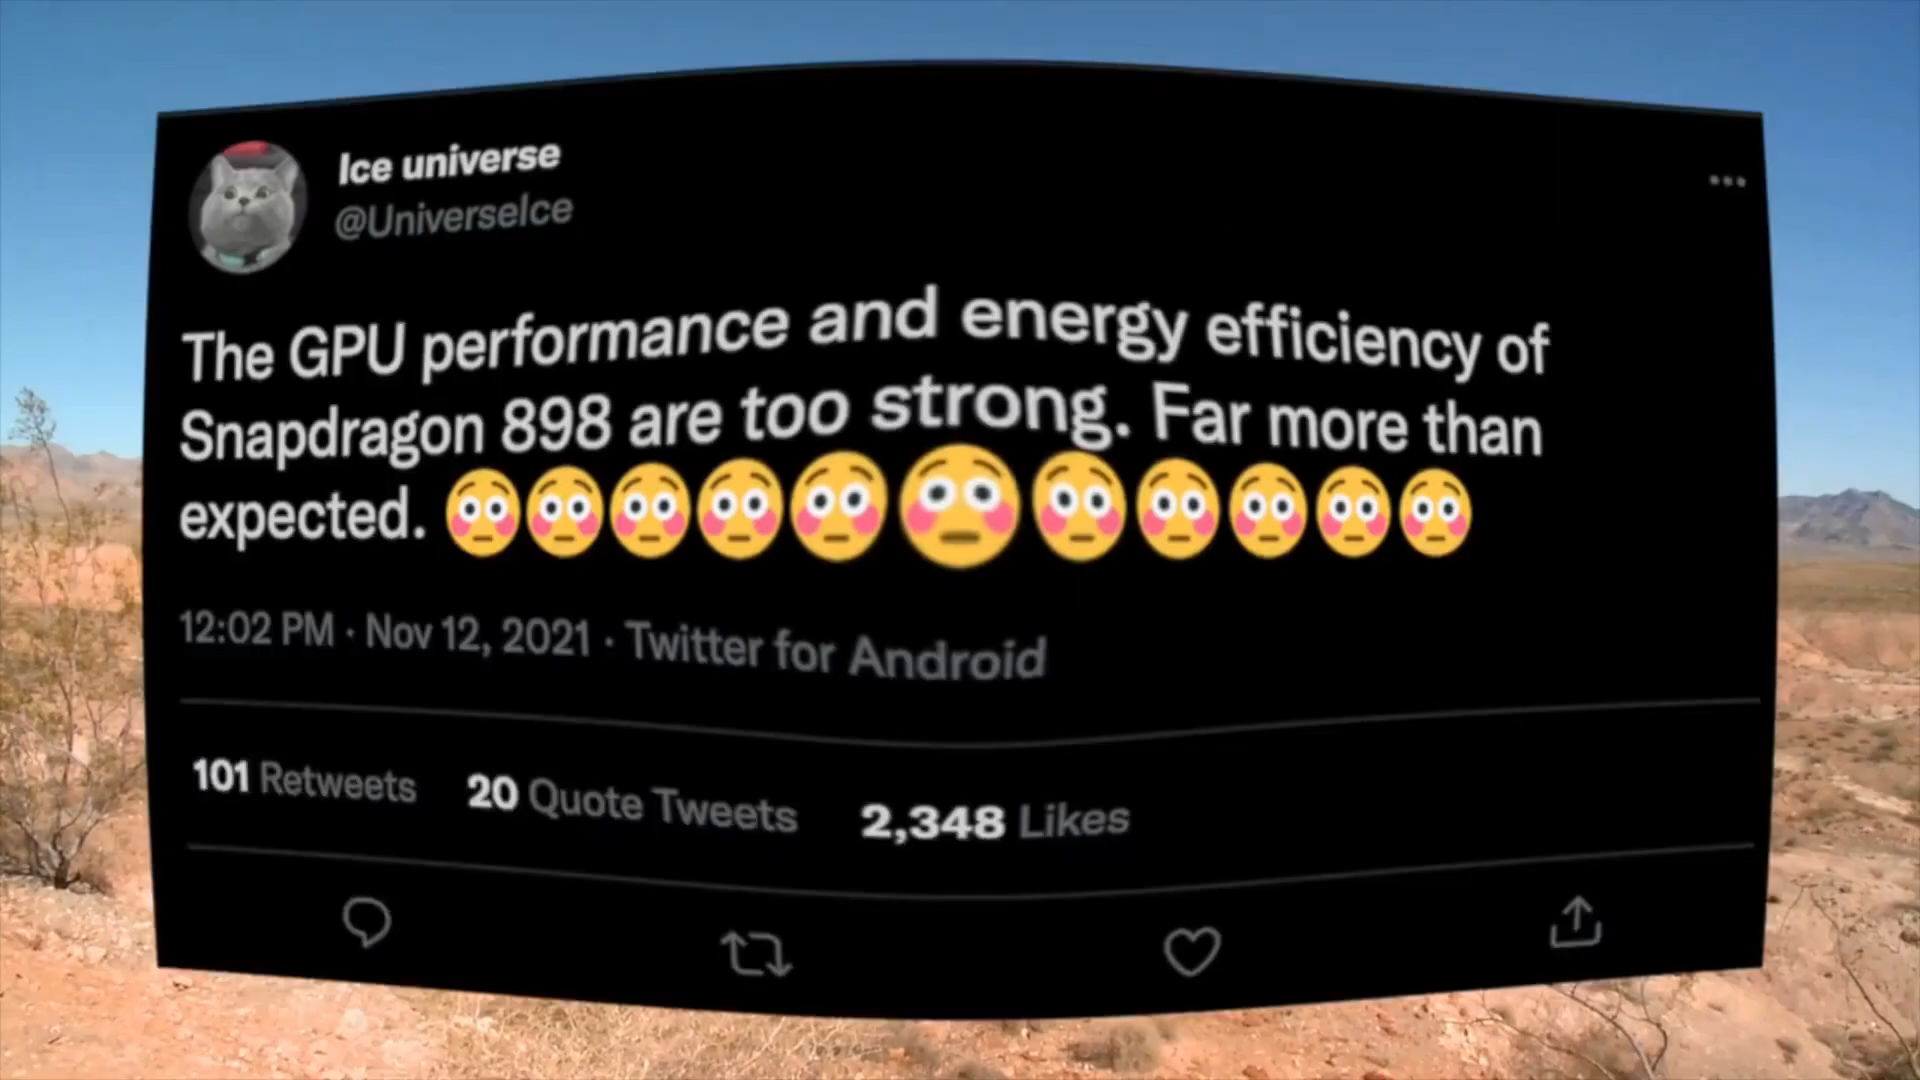 Ice universe
@UniverseIce
The GPU performance and energy efficiency of
Snapdragon 898 are too strong. Far more than
expected. 😳😳😳😳😳😳😳😳😳😳😳
12:02 PM · Nov 12, 2021 · Twitter for Android
101 Retweets 20 Quote Tweets 2,348 Likes